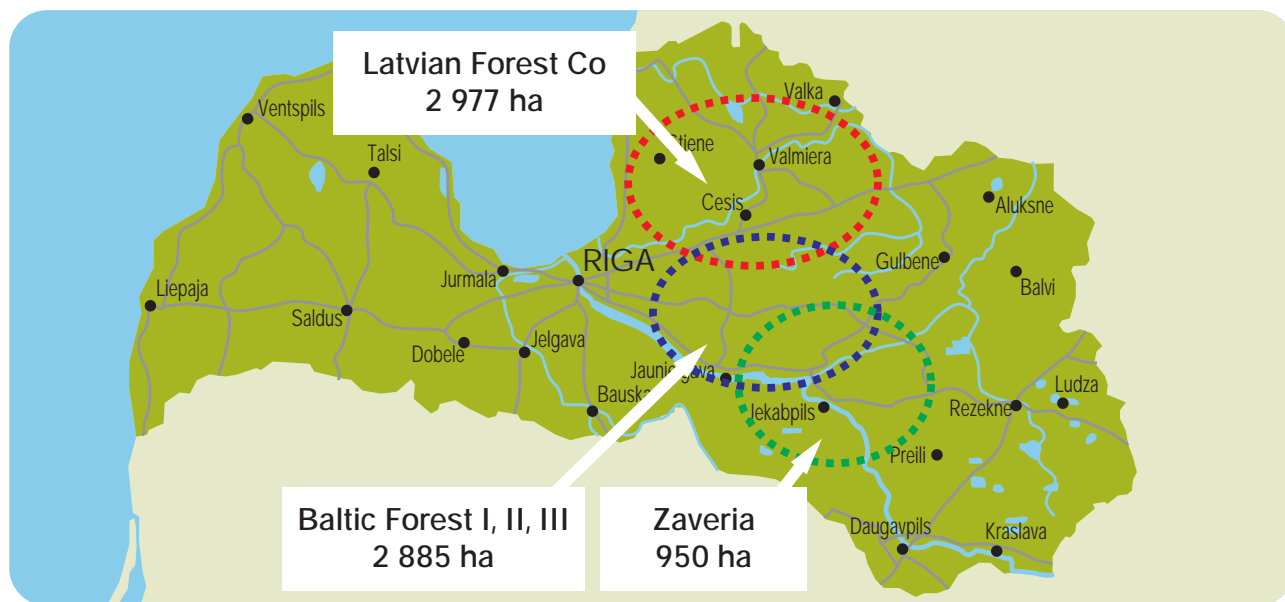 Latvian Forest Co
2 977 ha
Valka
Ventspils
Stiene
Talsi
Valmiera
Cesis
Aluksne
RIGA
Gulbene
Jurmala
Balvi
Liepaja
Saldus
Dobele
Jelgava
Bauska
Jekabpils
Rezekne
Ludza
Preili
Baltic Forest I, II, III
2 885 ha
Zaveria
950 ha
Daugavpils
Kraslava